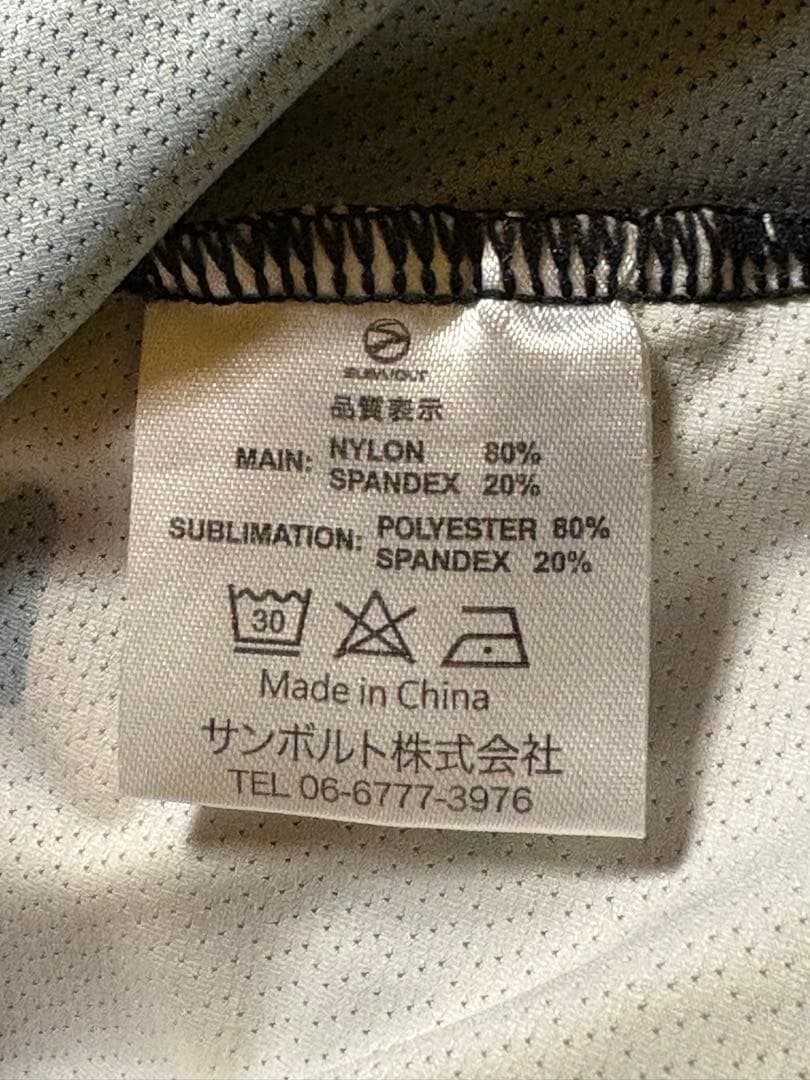 SUNVOLT
品質表示
MAIN: NYLON 80%
SPANDEX 20%
SUBLIMATION: POLYESTER 80%
SPANDEX 20%
30
Made in China
サンボルト株式会社
TEL 06-6777-3976